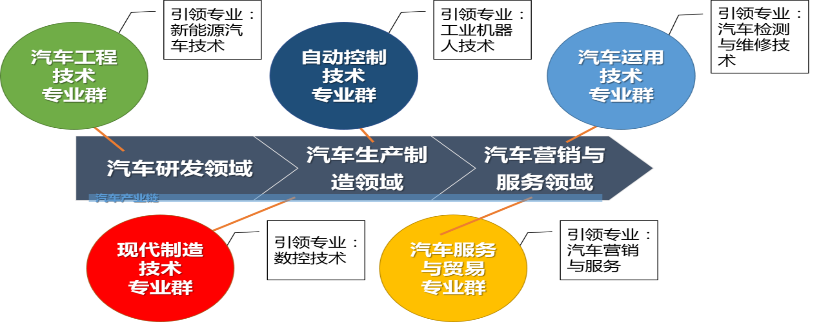 汽车工程
技术
专业群
引领专业：
新能源汽
车技术
自动控制
技术
专业群
引领专业：
工业机器
人技术
汽车运用
技术
专业群
引领专业：
汽车检测
与维修技
术
汽车研发领域
汽车生产制
造领域
汽车营销与
服务领域
汽车产业链
现代制造
技术
专业群
引领专业：
数控技术
汽车服务
与贸易
专业群
引领专业：
汽车营销
与服务